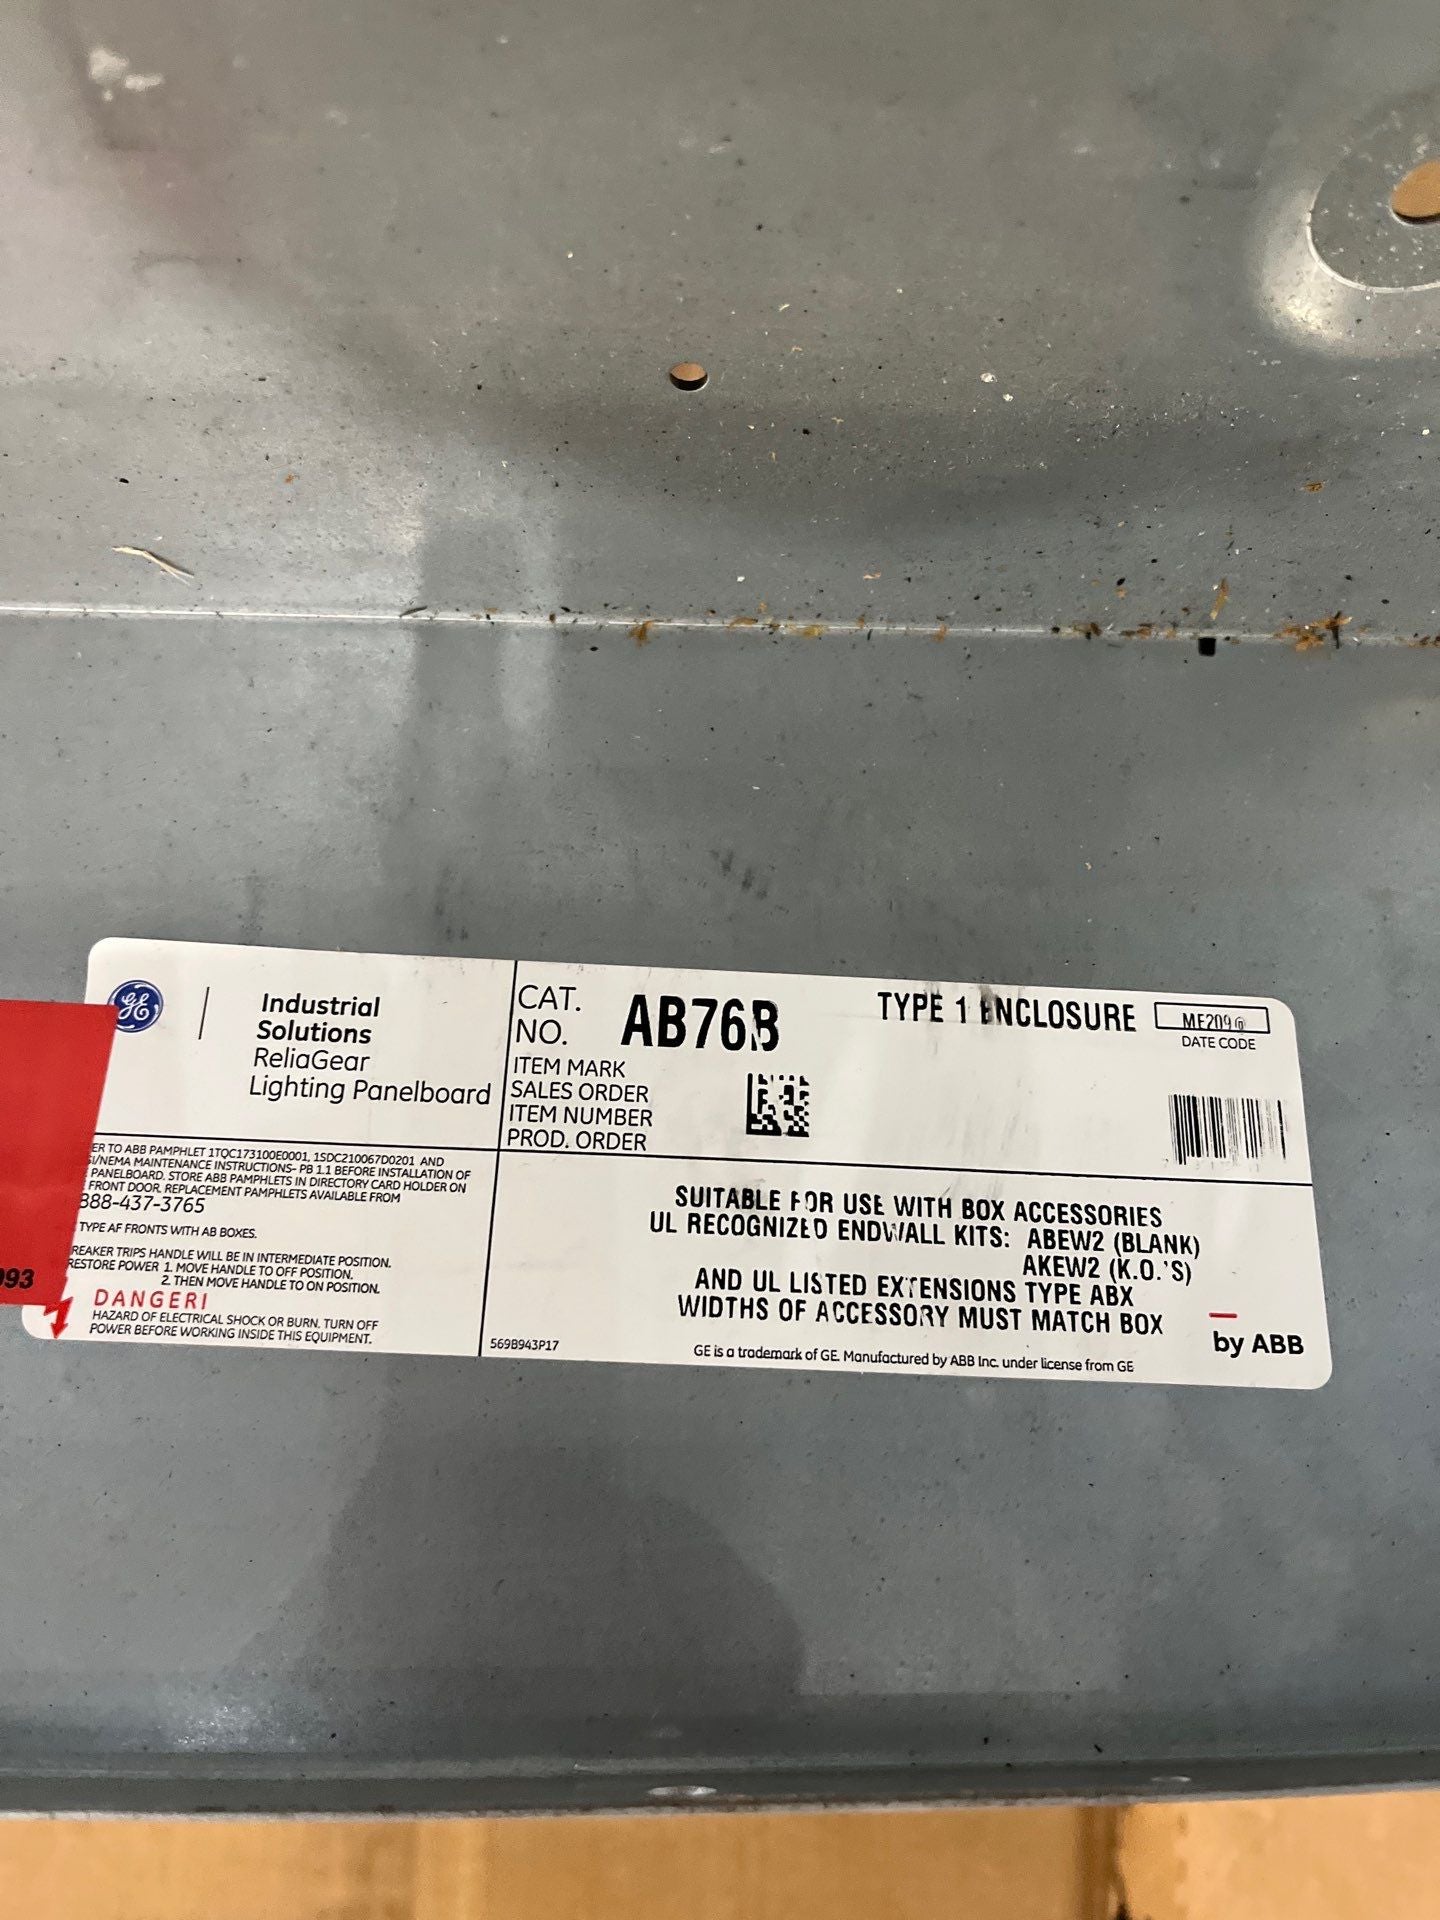 GE
Industrial
Solutions
ReliaGear
Lighting Panelboard
CAT.
NO.
AB76B
TYPE 1 ENCLOSURE
DATE CODE
ITEM MARK
SALES ORDER
ITEM NUMBER
PROD. ORDER
ER TO ABB PAMPHLET 1TQC173100E0001, 1SDC210067D0201 AND
SI/NEMA MAINTENANCE INSTRUCTIONS- PB 1.1 BEFORE INSTALLATION OF
PANELBOARD. STORE ABB PAMPHLETS IN DIRECTORY CARD HOLDER ON
FRONT DOOR. REPLACEMENT PAMPHLETS AVAILABLE FROM
888-437-3765
TYPE AF FRONTS WITH AB BOXES.
REAKER TRIPS HANDLE WILL BE IN INTERMEDIATE POSITION.
RESTORE POWER 1. MOVE HANDLE TO OFF POSITION.
2. THEN MOVE HANDLE TO ON POSITION.
093
DANGER!
HAZARD OF ELECTRICAL SHOCK OR BURN. TURN OFF
POWER BEFORE WORKING INSIDE THIS EQUIPMENT.
569B943P17
SUITABLE FOR USE WITH BOX ACCESSORIES
UL RECOGNIZED ENDWALL KITS: ABEW2 (BLANK)
AKEW2 (K.O.'S)
AND UL LISTED EXTENSIONS TYPE ABX
WIDTHS OF ACCESSORY MUST MATCH BOX
by ABB
GE is a trademark of GE. Manufactured by ABB Inc. under license from GE